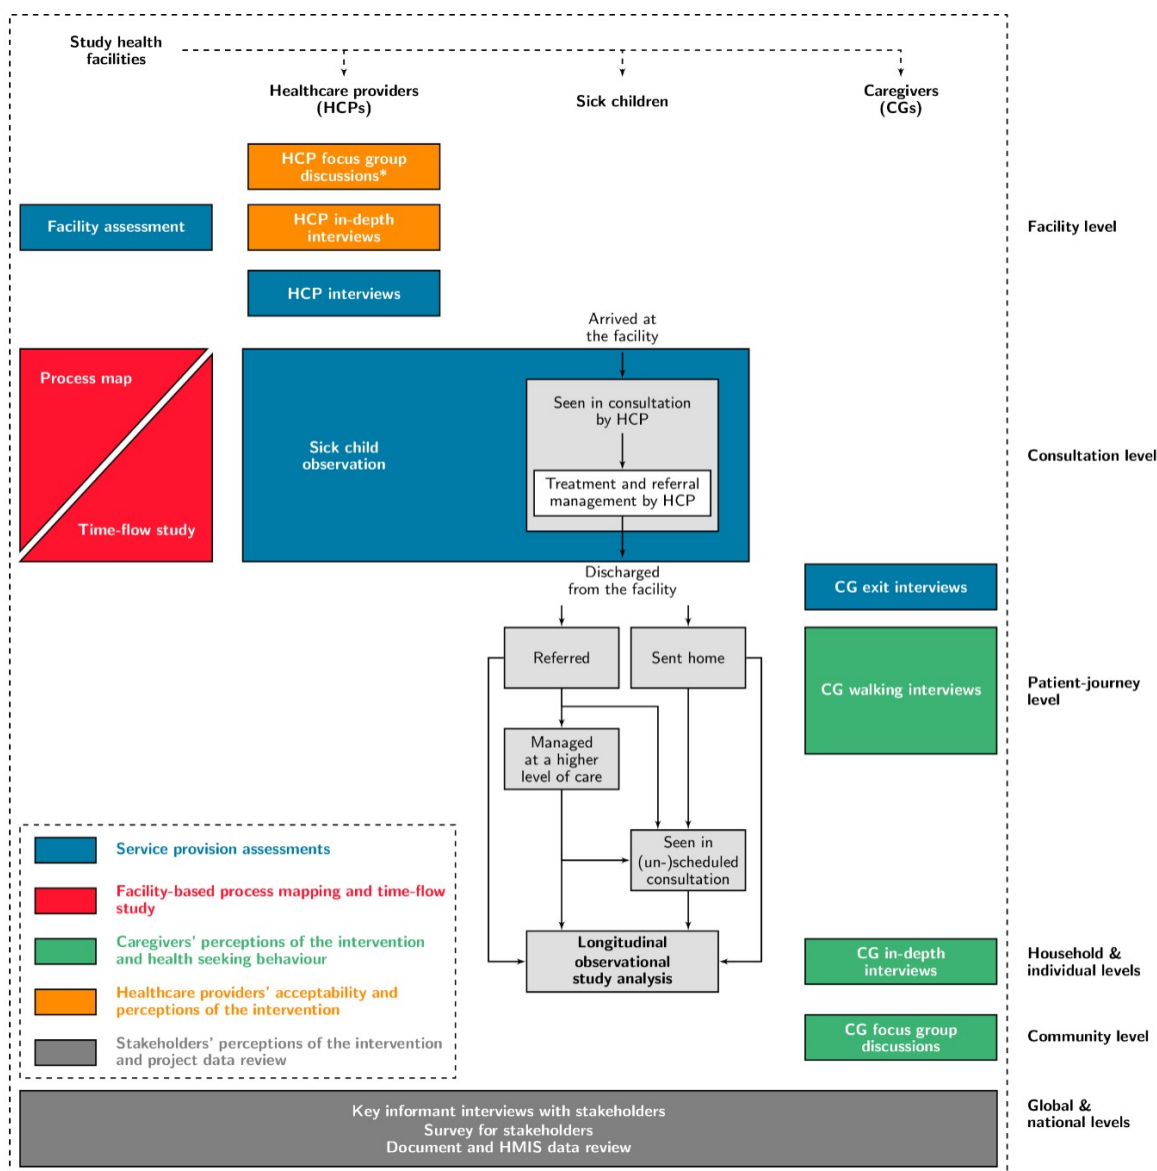 Study health
facilities
Healthcare providers
(HCPs)
Sick children
Caregivers
(CGs)
HCP focus group
discussions*
Facility assessment
HCP in-depth
interviews
Facility level
HCP interviews
Arrived at
the facility
Process map
Time-flow study
Sick child
observation
Seen in consultation
by HCP
Treatment and referral
management by HCP
Consultation level
Discharged
from the facility
CG exit interviews
Referred
Sent home
CG walking interviews
Patient-journey
level
Managed
at a higher
level of care
Seen in
(un-)scheduled
consultation
Longitudinal
observational
study analysis
CG in-depth
interviews
Household &
individual levels
CG focus group
discussions
Community level
Service provision assessments
Facility-based process mapping and time-flow
study
Caregivers' perceptions of the intervention
and health seeking behaviour
Healthcare providers' acceptability and
perceptions of the intervention
Stakeholders' perceptions of the intervention
and project data review
Key informant interviews with stakeholders
Survey for stakeholders
Document and HMIS data review
Global &
national levels